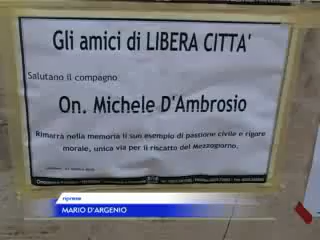 Gli amici di LIBERA CITTA'
Salutano il compagno
On. Michele D'Ambrosio
Rimarrà nella memoria il suo esempio di passione civile e rigore
morale, unica via per il riscatto del Mezzogiorno.
riprese
MARIO D'ARGENIO